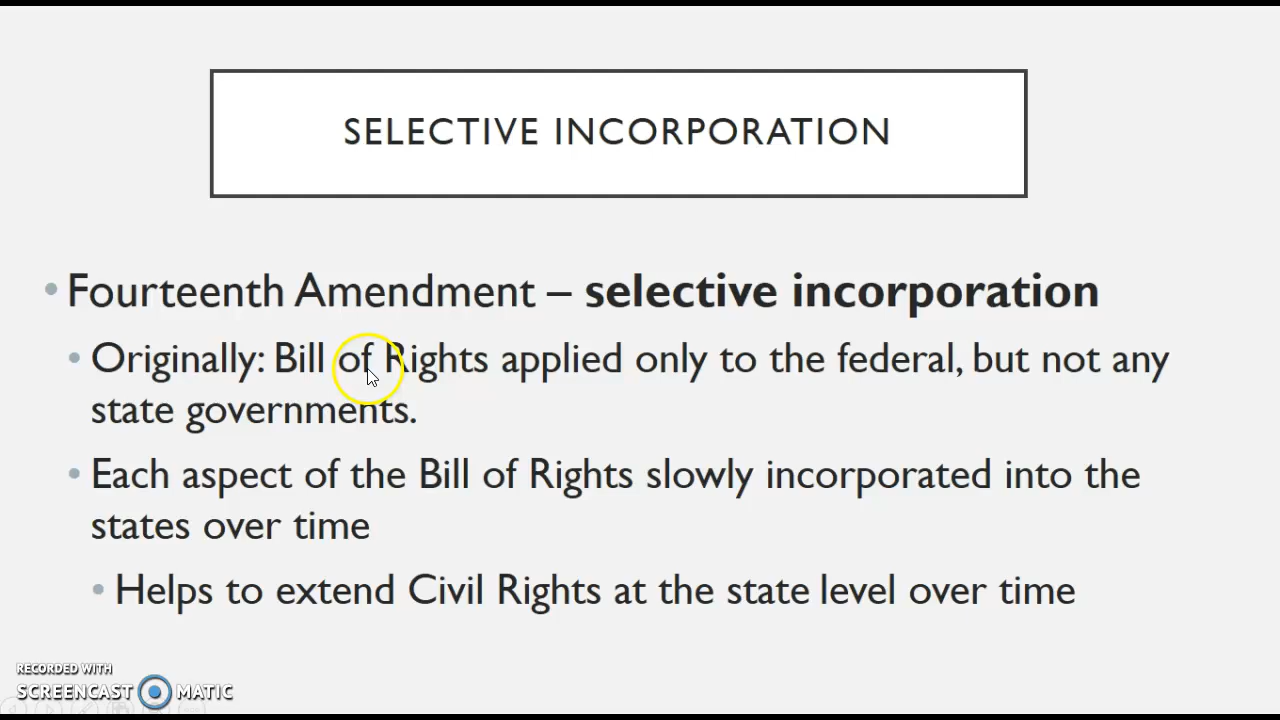 SELECTIVE INCORPORATION
• Fourteenth Amendment – selective incorporation
• Originally: Bill of Rights applied only to the federal, but not any
state governments.
• Each aspect of the Bill of Rights slowly incorporated into the
states over time
• Helps to extend Civil Rights at the state level over time
RECORDED WITH
SCREENCAST MATIC